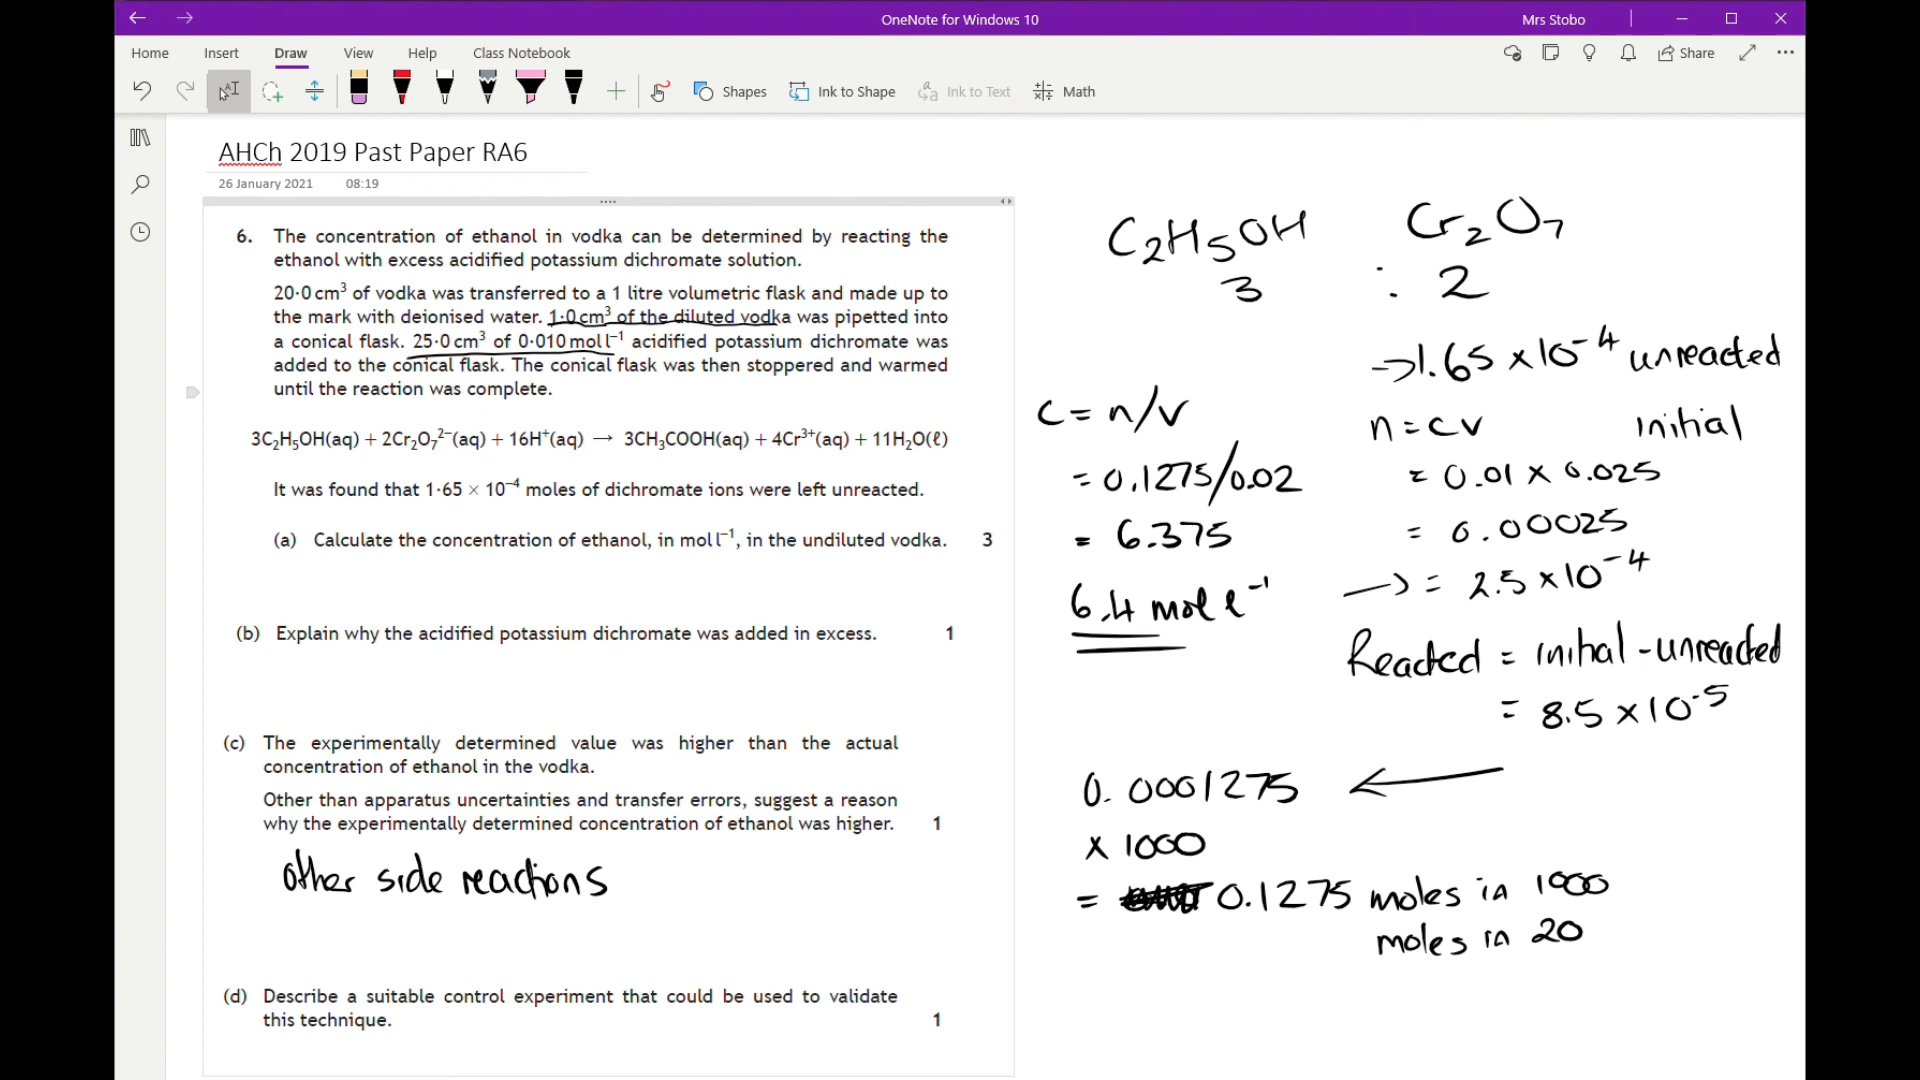 OneNote for Windows 10
Mrs Stobo
Home Insert Draw View Help Class Notebook
Share
Shapes Ink to Shape Ink to Text Math
AHCh 2019 Past Paper RA6
26 January 2021 08:19
6. The concentration of ethanol in vodka can be determined by reacting the
ethanol with excess acidified potassium dichromate solution.
20·0 cm³ of vodka was transferred to a 1 litre volumetric flask and made up to
the mark with deionised water. 1·0 cm³ of the diluted vodka was pipetted into
a conical flask. 25·0 cm³ of 0·010 mol l⁻¹ acidified potassium dichromate was
added to the conical flask. The conical flask was then stoppered and warmed
until the reaction was complete.
3C₂H₅OH(aq) + 2Cr₂O₇²⁻(aq) + 16H⁺(aq) → 3CH₃COOH(aq) + 4Cr³⁺(aq) + 11H₂O(ℓ)
It was found that 1·65 × 10⁻⁴ moles of dichromate ions were left unreacted.
(a) Calculate the concentration of ethanol, in mol l⁻¹, in the undiluted vodka. 3
(b) Explain why the acidified potassium dichromate was added in excess. 1
(c) The experimentally determined value was higher than the actual
concentration of ethanol in the vodka.
Other than apparatus uncertainties and transfer errors, suggest a reason
why the experimentally determined concentration of ethanol was higher. 1
other side reactions
(d) Describe a suitable control experiment that could be used to validate
this technique. 1
C₂H₅OH Cr₂O₇
3 : 2
→ 1.65 × 10⁻⁴ unreacted
n = cv initial
= 0.01 × 0.025
= 0.00025
→ = 2.5 × 10⁻⁴
Reacted = initial - unreacted
= 8.5 × 10⁻⁵
c = n/v
= 0.1275/0.02
= 6.375
6.4 mol ℓ⁻¹
0.0001275 ←
× 1000
= 0.1275 moles in 1000
moles in 20